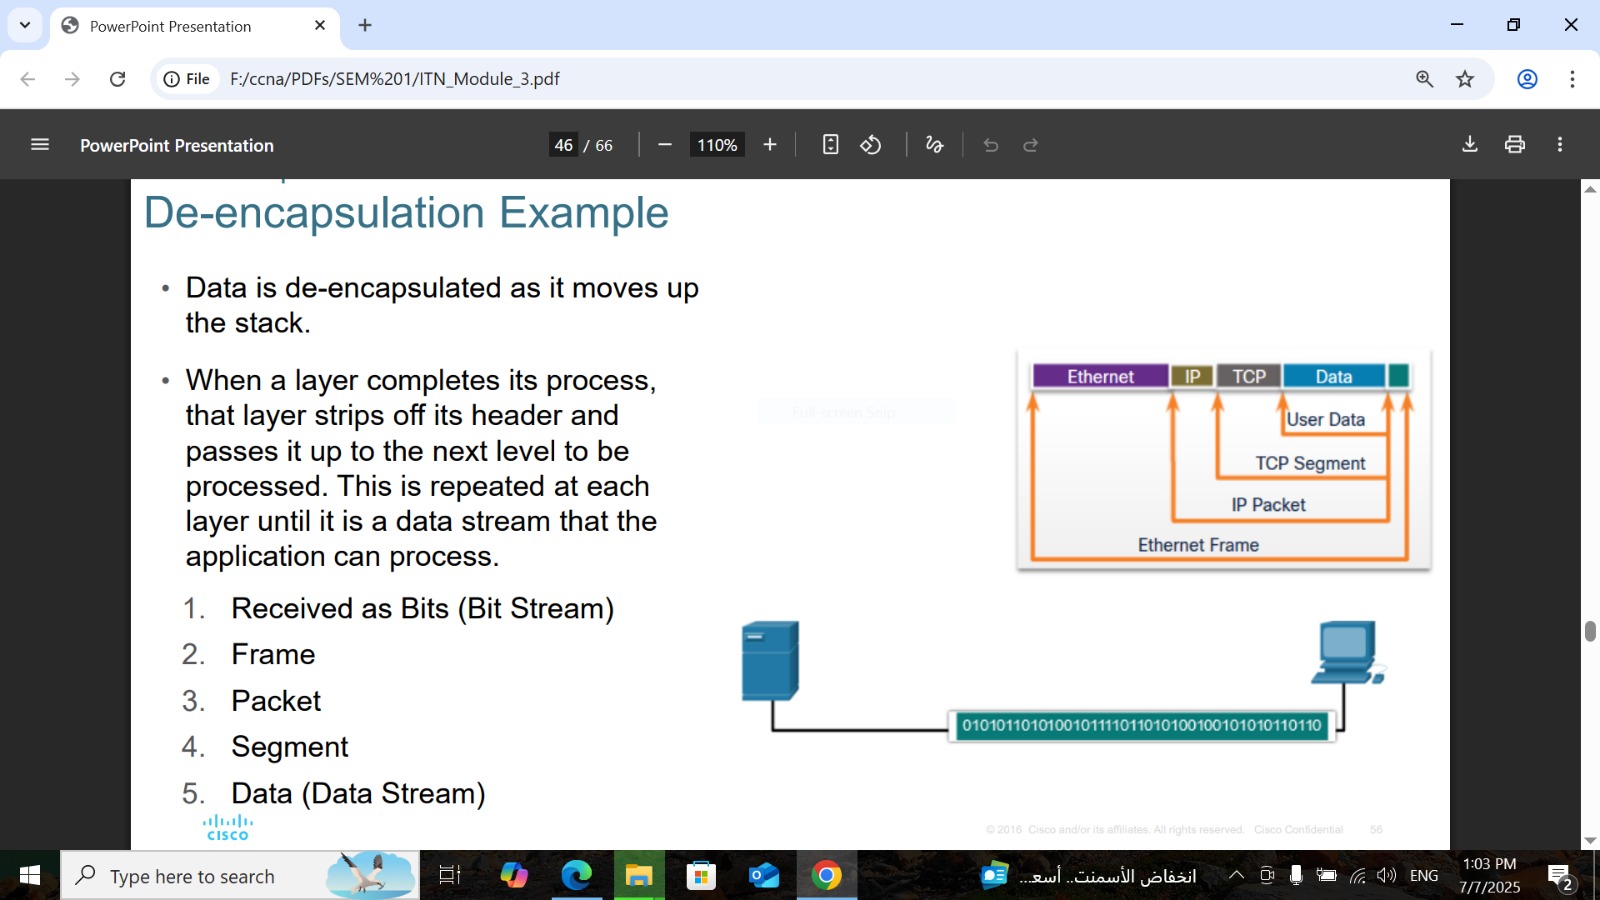 PowerPoint Presentation
File
F:/ccna/PDFs/SEM%201/ITN_Module_3.pdf
PowerPoint Presentation
46 / 66
110%
De-encapsulation Example
• Data is de-encapsulated as it moves up
the stack.
• When a layer completes its process,
that layer strips off its header and
passes it up to the next level to be
processed. This is repeated at each
layer until it is a data stream that the
application can process.
1. Received as Bits (Bit Stream)
2. Frame
3. Packet
4. Segment
5. Data (Data Stream)
Full-screen Snip
Ethernet IP TCP Data
User Data
TCP Segment
IP Packet
Ethernet Frame
010101101010010111101101010010010101010110110
CISCO
© 2016 Cisco and/or its affiliates. All rights reserved. Cisco Confidential 56
Type here to search
انخفاض الأسمنت.. أسعـ...
ENG
1:03 PM
7/7/2025
2